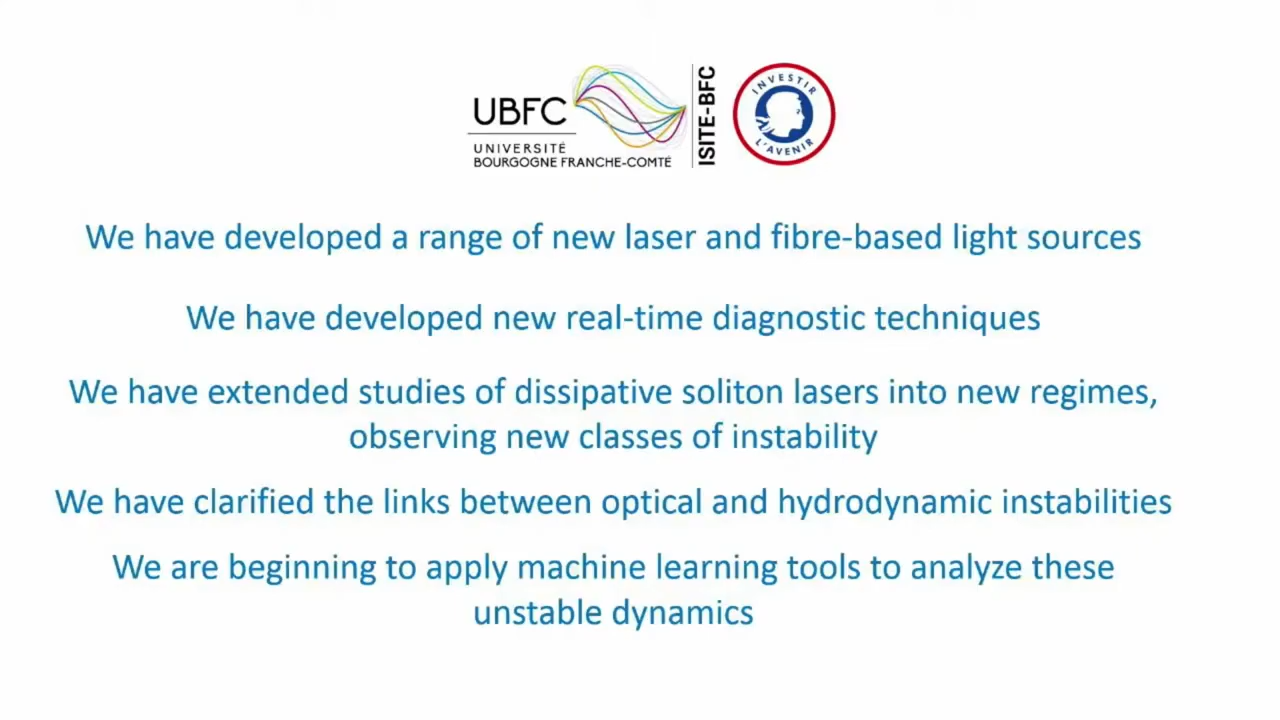 UBFC
UNIVERSITÉ
BOURGOGNE FRANCHE-COMTÉ
ISITE-BFC
INVESTIR
L'AVENIR
We have developed a range of new laser and fibre-based light sources
We have developed new real-time diagnostic techniques
We have extended studies of dissipative soliton lasers into new regimes,
observing new classes of instability
We have clarified the links between optical and hydrodynamic instabilities
We are beginning to apply machine learning tools to analyze these
unstable dynamics